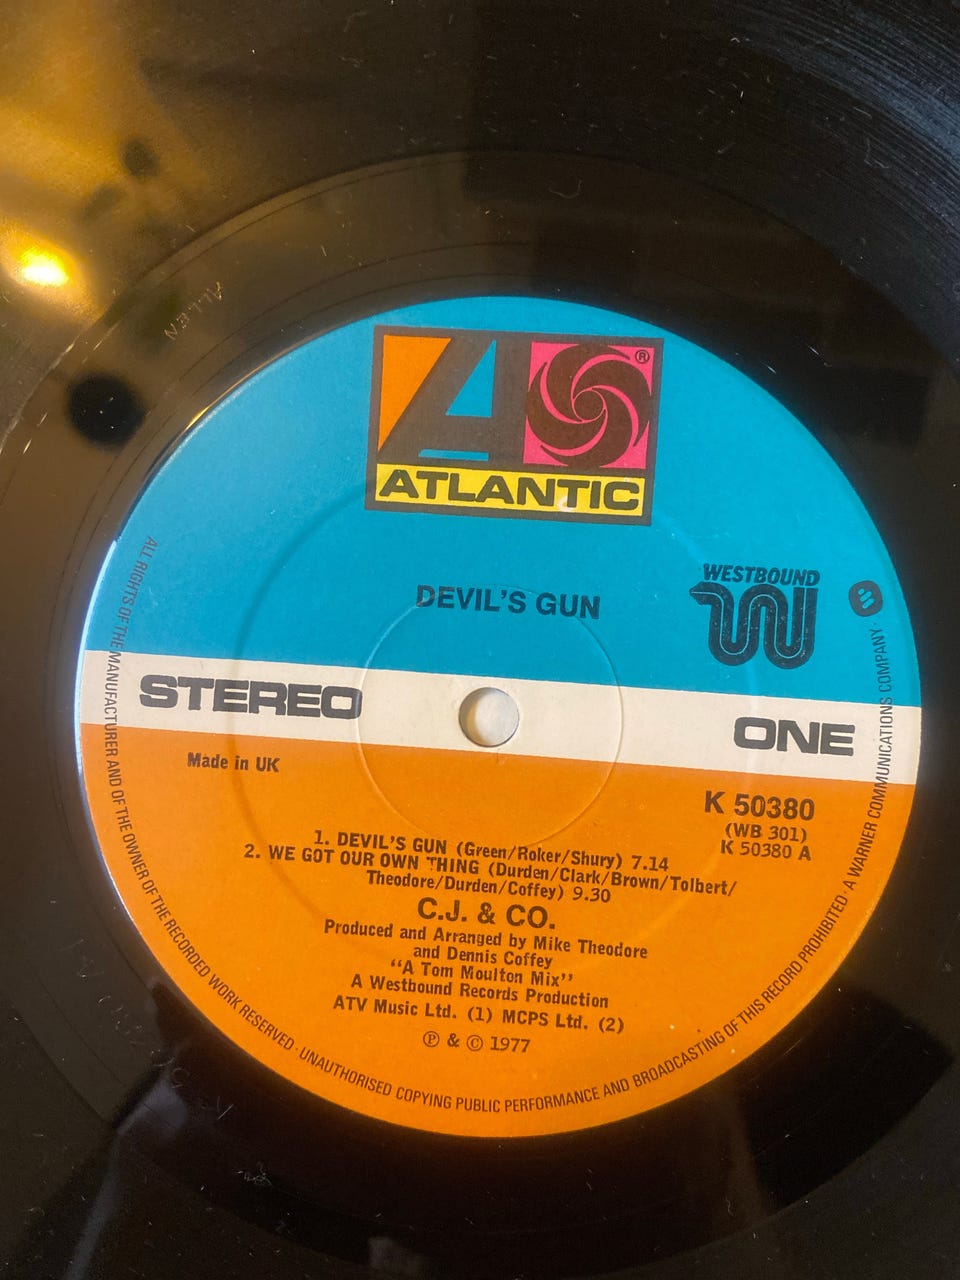 ALLEN
®
ATLANTIC
DEVIL'S GUN
WESTBOUND
STEREO
ONE
Made in UK
K 50380
(WB 301)
K 50380 A
1. DEVIL'S GUN (Green/Roker/Shury) 7.14
2. WE GOT OUR OWN THING (Durden/Clark/Brown/Tolbert/
Theodore/Durden/Coffey) 9.30
C.J. & CO.
Produced and Arranged by Mike Theodore
and Dennis Coffey
“A Tom Moulton Mix”
A Westbound Records Production
ATV Music Ltd. (1) MCPS Ltd. (2)
℗ & © 1977
ALL RIGHTS OF THE MANUFACTURER AND OF THE OWNER OF THE RECORDED WORK RESERVED · UNAUTHORISED COPYING PUBLIC PERFORMANCE AND BROADCASTING OF THIS RECORD PROHIBITED · A WARNER COMMUNICATIONS COMPANY ·